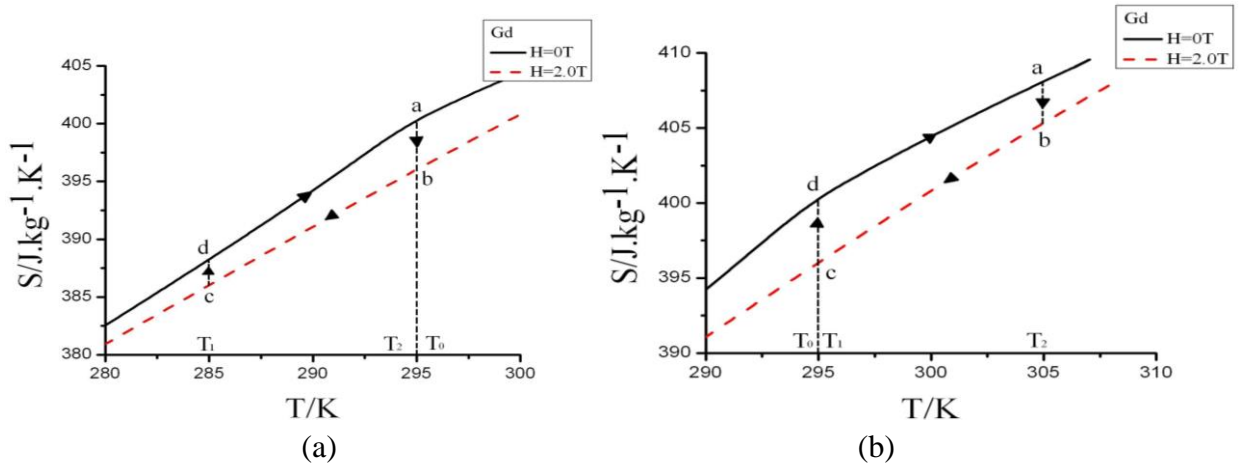 Gd
H=0T
H=2.0T
405
400
395
390
385
380
S/J.kg-1.K-1
a
b
d
c
T1
T2
T0
280
285
290
295
300
T/K
(a)
Gd
H=0T
H=2.0T
410
405
400
395
390
S/J.kg-1.K-1
a
b
d
c
T0
T1
T2
290
295
300
305
310
T/K
(b)